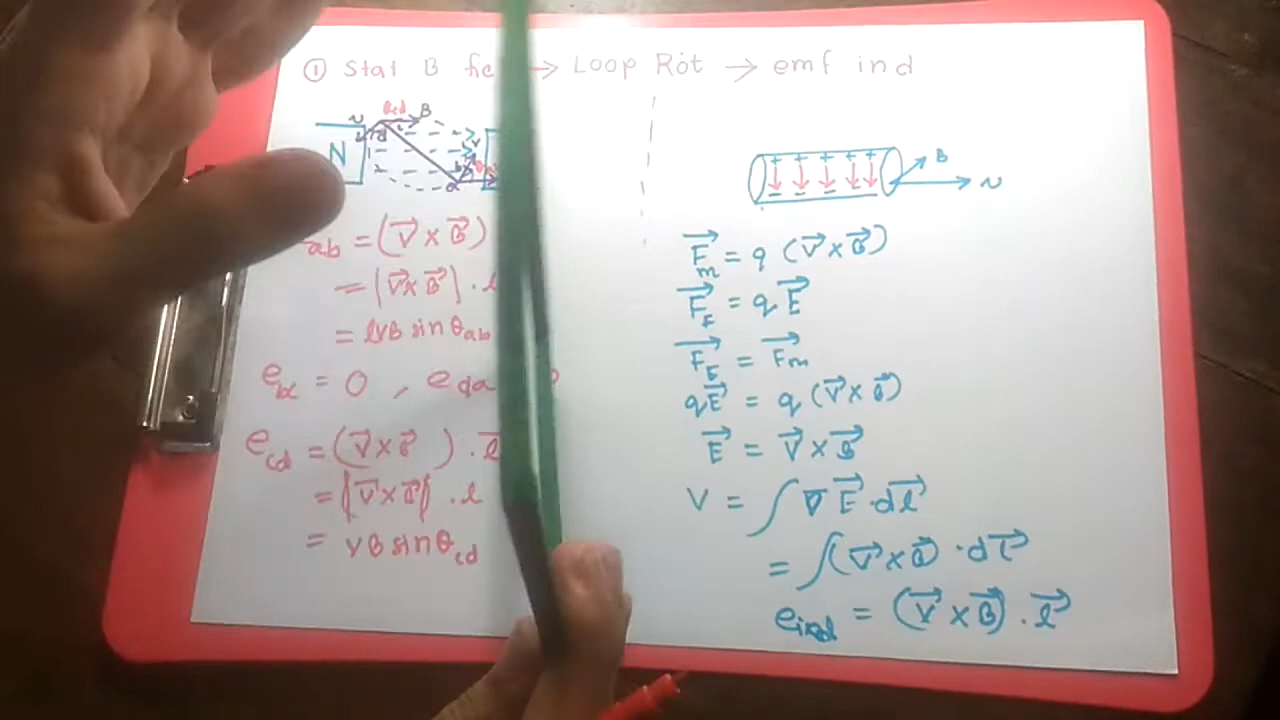 ① Stat B fie → Loop Rot → emf ind
N
B
ab = (V⃗ x B⃗)
= |V⃗ x B⃗| . l
= lVB sin θab
ebc = 0 , eda
ecd = (V⃗ x B⃗ ) . l⃗
= |V⃗ x B⃗| . l
= VB sin θcd
+ + + + +
B
v
F⃗m = q (V⃗ x B⃗)
F⃗E = q E⃗
F⃗E = F⃗m
qE⃗ = q (V⃗ x B⃗)
E⃗ = V⃗ x B⃗
V = ∫ E⃗ . dl⃗
= ∫(V⃗ x B⃗) . dl⃗
eind = (V⃗ x B⃗) . l⃗